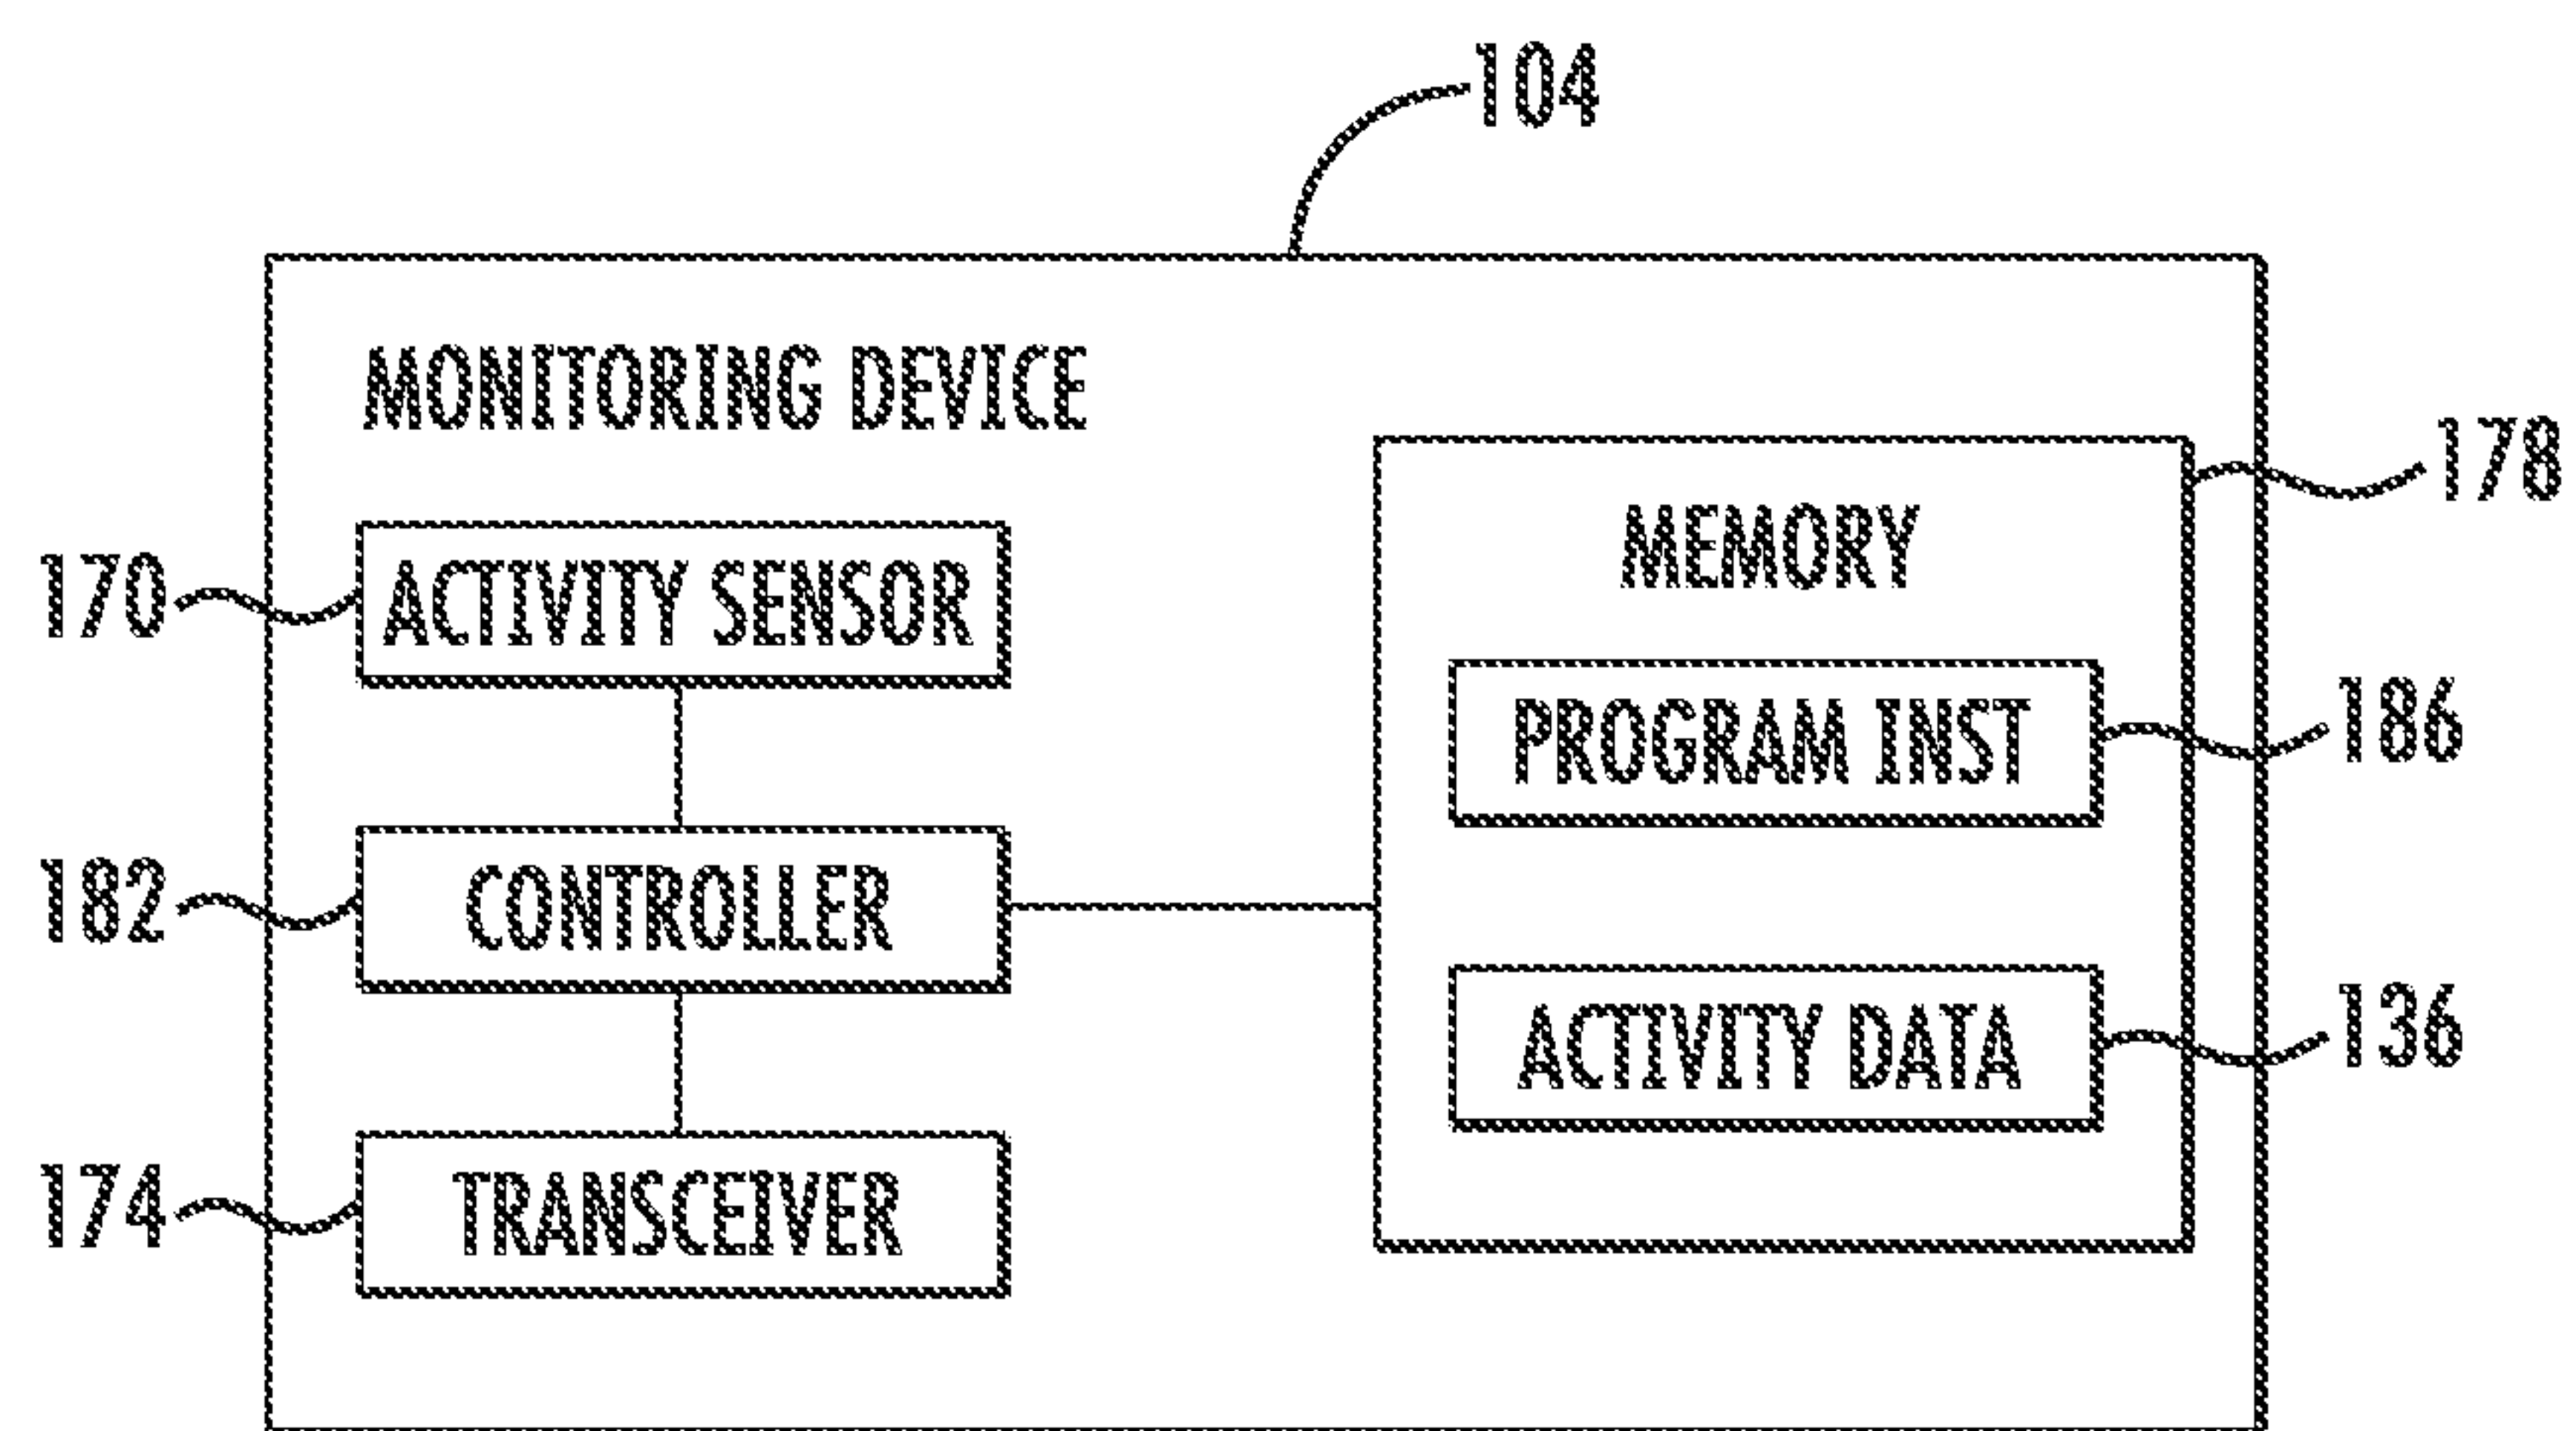 104
MONITORING DEVICE
178
MEMORY
170
ACTIVITY SENSOR
PROGRAM INST
186
182
CONTROLLER
ACTIVITY DATA
136
174
TRANSCEIVER